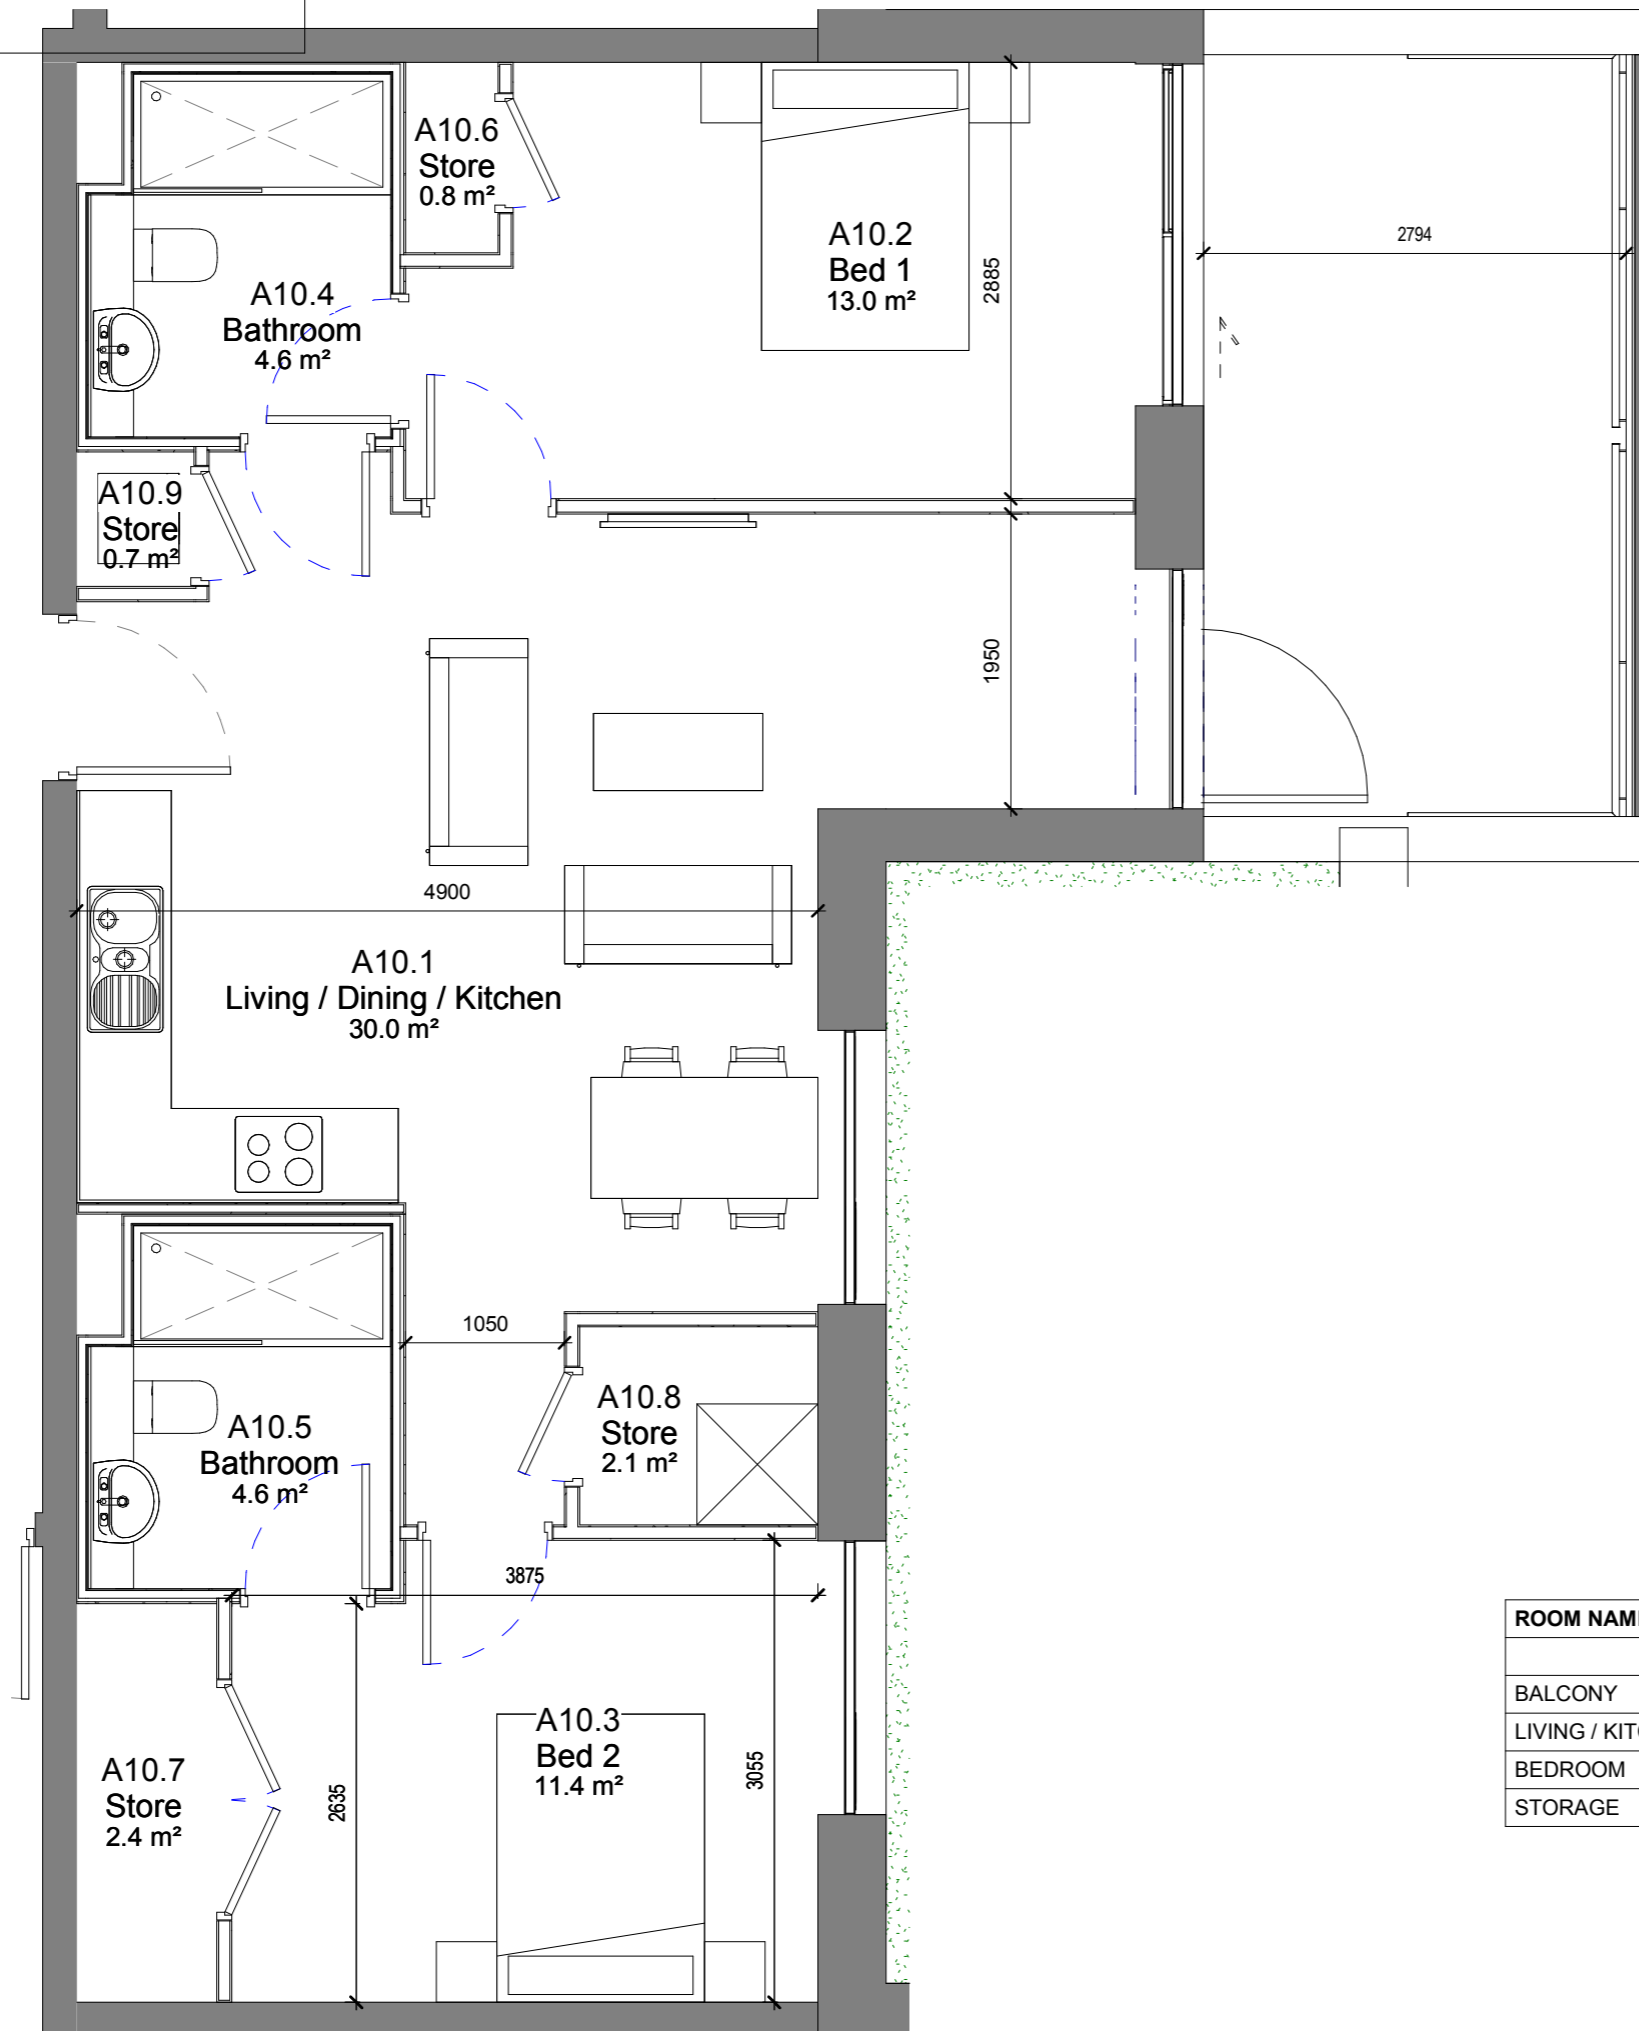 A10.6
Store
0.8 m²
A10.2
Bed 1
13.0 m²
2885
2794
A10.4
Bathroom
4.6 m²
A10.9
Store
0.7 m²
1950
4900
A10.1
Living / Dining / Kitchen
30.0 m²
1050
A10.8
Store
2.1 m²
A10.5
Bathroom
4.6 m²
3875
A10.3
Bed 2
11.4 m²
3055
2635
A10.7
Store
2.4 m²
ROOM NAM
BALCONY
LIVING / KIT
BEDROOM
STORAGE